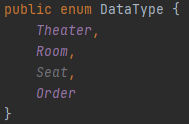 public enum DataType {
    Theater,
    Room,
    Seat,
    Order
}